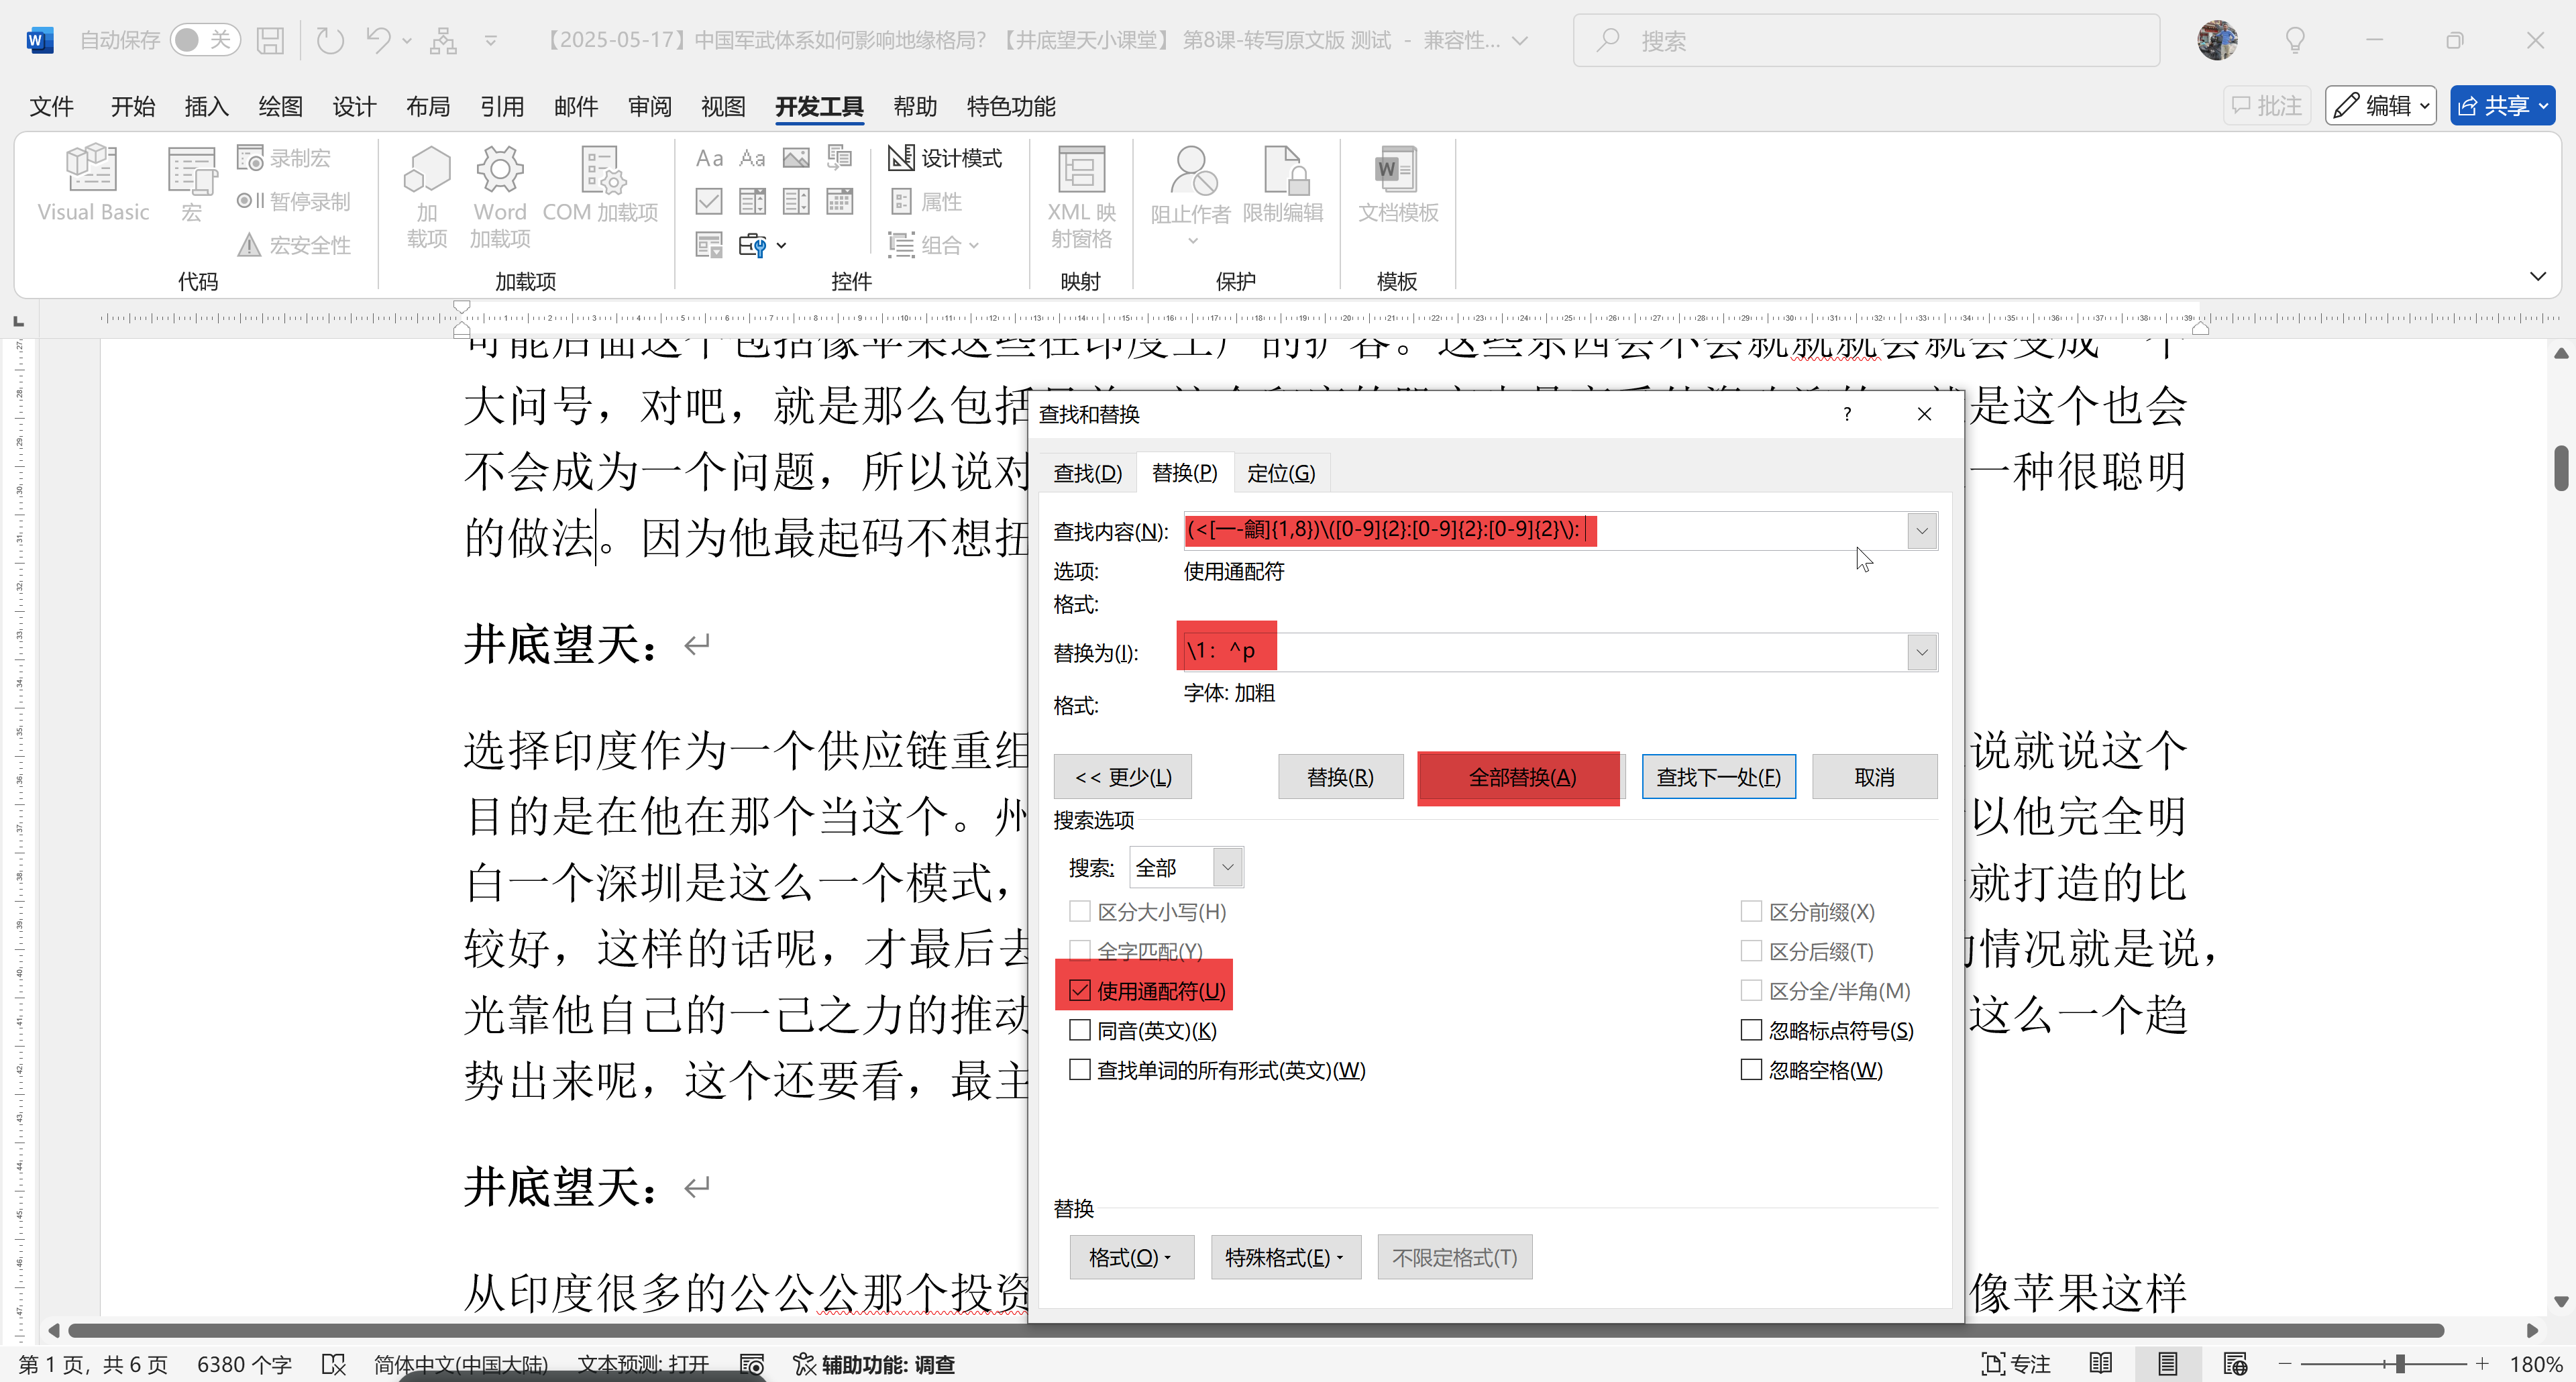 自动保存 关 【2025-05-17】中国军武体系如何影响地缘格局？【井底望天小课堂】 第8课-转写原文版 测试 - 兼容性... 搜索
文件 开始 插入 绘图 设计 布局 引用 邮件 审阅 视图 开发工具 帮助 特色功能 批注 编辑 共享
Visual Basic 宏 录制宏 暂停录制 宏安全性
加载项 Word 加载项 COM 加载项
Aa Aa 设计模式 属性 组合
XML 映射窗格 阻止作者 限制编辑 文档模板
代码 加载项 控件 映射 保护 模板
大问号，对吧，就是那么包括
是这个也会
不会成为一个问题，所以说对
一种很聪明
的做法。因为他最起码不想扭
井底望天：↵
选择印度作为一个供应链重组
说就说这个
目的是在他在那个当这个。州
以他完全明
白一个深圳是这么一个模式，
就打造的比
较好，这样的话呢，才最后去
情况就是说，
光靠他自己的一己之力的推动
这么一个趋
势出来呢，这个还要看，最主
井底望天：↵
从印度很多的公公公那个投资
像苹果这样
查找和替换 ?
查找(D) 替换(P) 定位(G)
查找内容(N): (<[一-龥]{1,8})\([0-9]{2}:[0-9]{2}:[0-9]{2}\):
选项: 使用通配符
格式:
替换为(I): \1：^p
格式: 字体: 加粗
<< 更少(L) 替换(R) 全部替换(A) 查找下一处(F) 取消
搜索选项
搜索: 全部
区分大小写(H) 区分前缀(X)
全字匹配(Y) 区分后缀(T)
使用通配符(U) 区分全/半角(M)
同音(英文)(K) 忽略标点符号(S)
查找单词的所有形式(英文)(W) 忽略空格(W)
替换
格式(O) 特殊格式(E) 不限定格式(T)
第 1 页，共 6 页 6380 个字 简体中文(中国大陆) 文本预测: 打开 辅助功能: 调查 专注 180%